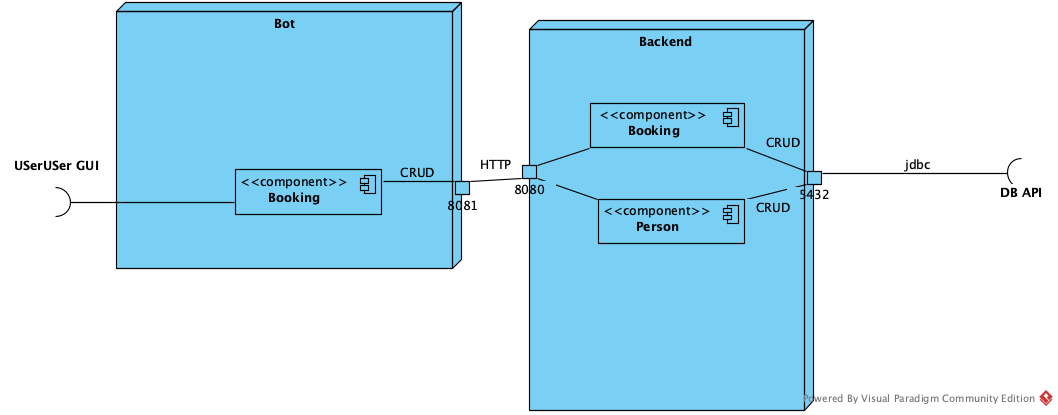 Bot
Backend
<<component>>
Booking
CRUD
USerUSer GUI
HTTP
jdbc
<<component>>
Booking
CRUD
8080
5432
DB API
8081
<<component>>
Person
CRUD
Powered By Visual Paradigm Community Edition